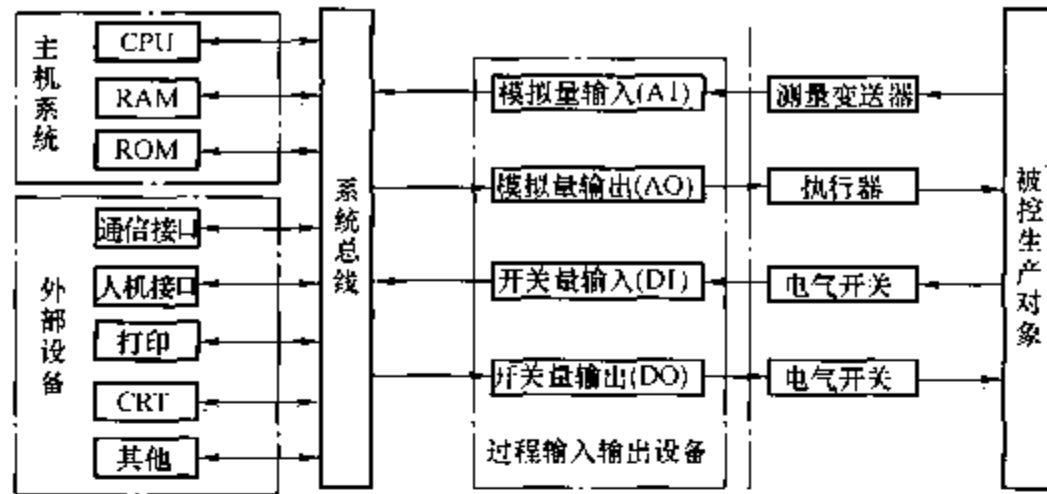 主机系统
CPU
RAM
ROM
外部设备
通信接口
人机接口
打印
CRT
其他
系统总线
模拟量输入(AI)
模拟量输出(AO)
开关量输入(DI)
开关量输出(DO)
过程输入输出设备
测量变送器
执行器
电气开关
电气开关
被控生产对象